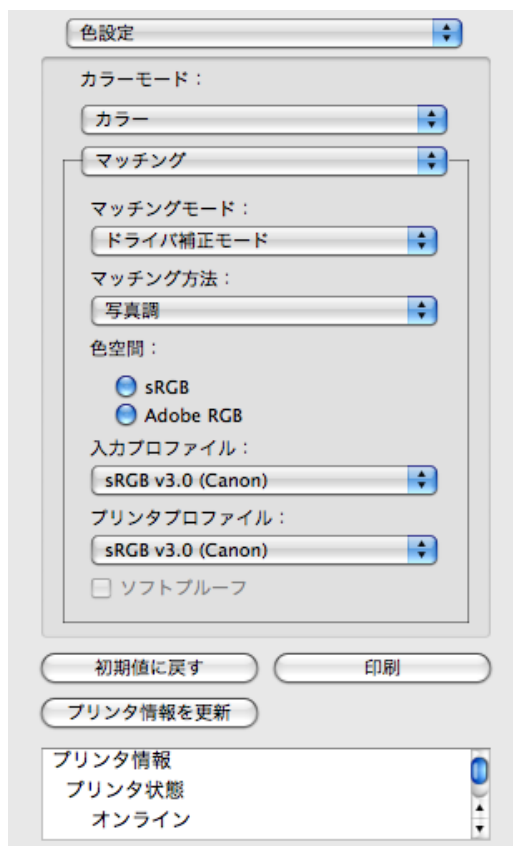 色設定
カラーモード：
カラー
マッチング
マッチングモード：
ドライバ補正モード
マッチング方法：
写真調
色空間：
sRGB
Adobe RGB
入力プロファイル：
sRGB v3.0 (Canon)
プリンタプロファイル：
sRGB v3.0 (Canon)
ソフトプルーフ
初期値に戻す 印刷
プリンタ情報を更新
プリンタ情報
プリンタ状態
オンライン